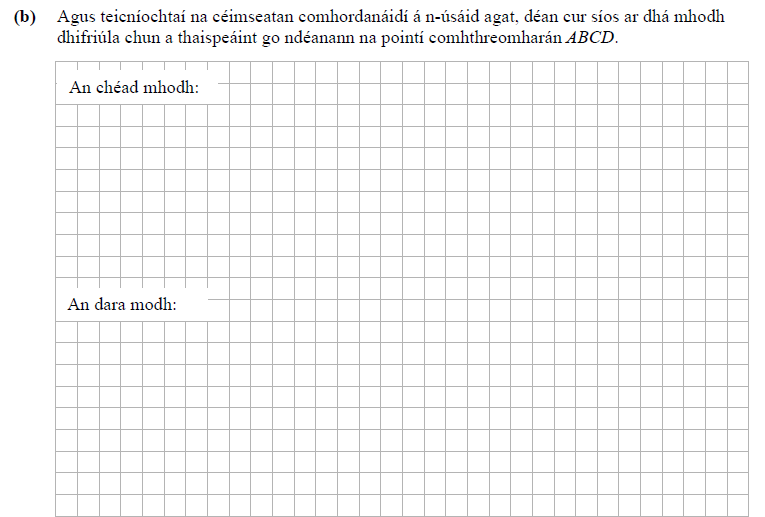 (b) Agus teicníochtaí na céimseatan comhordanáidí á n-úsáid agat, déan cur síos ar dhá mhodh
dhifriúla chun a thaispeáint go ndéanann na pointí comhthreomharán ABCD.
An chéad mhodh:
An dara modh: